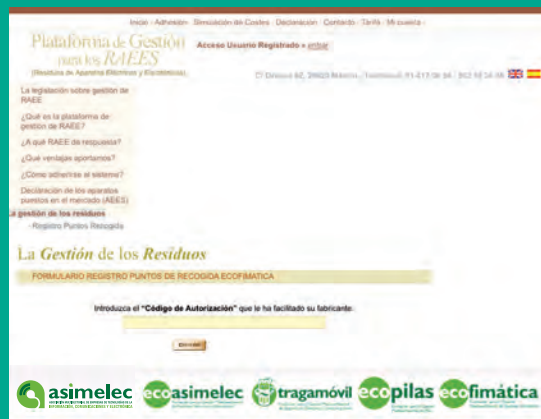 Inicio · Adhesión · Simulación de Costes · Declaración · Contacto · Tarifa · Mi cuenta ·
Plataforma de Gestión
para los RAEES
(Residuos de Aparatos Eléctricos y Electrónicos)
Acceso Usuario Registrado » entrar
La legislación sobre gestión de
RAEE
¿Qué es la plataforma de
gestión de RAEE?
¿A qué RAEE da respuesta?
¿Qué ventajas aportamos?
¿Cómo adherirse al sistema?
Declaración de los aparatos
puestos en el mercado (AEES)
La gestión de los residuos
· Registro Puntos Recogida
La Gestión de los Residuos
FORMULARIO REGISTRO PUNTOS DE RECOGIDA ECOFIMATICA
Introduzca el "Código de Autorización" que le ha facilitado su fabricante:
asimelec
ecoasimelec
tragamóvil
ecopilas
ecofimática